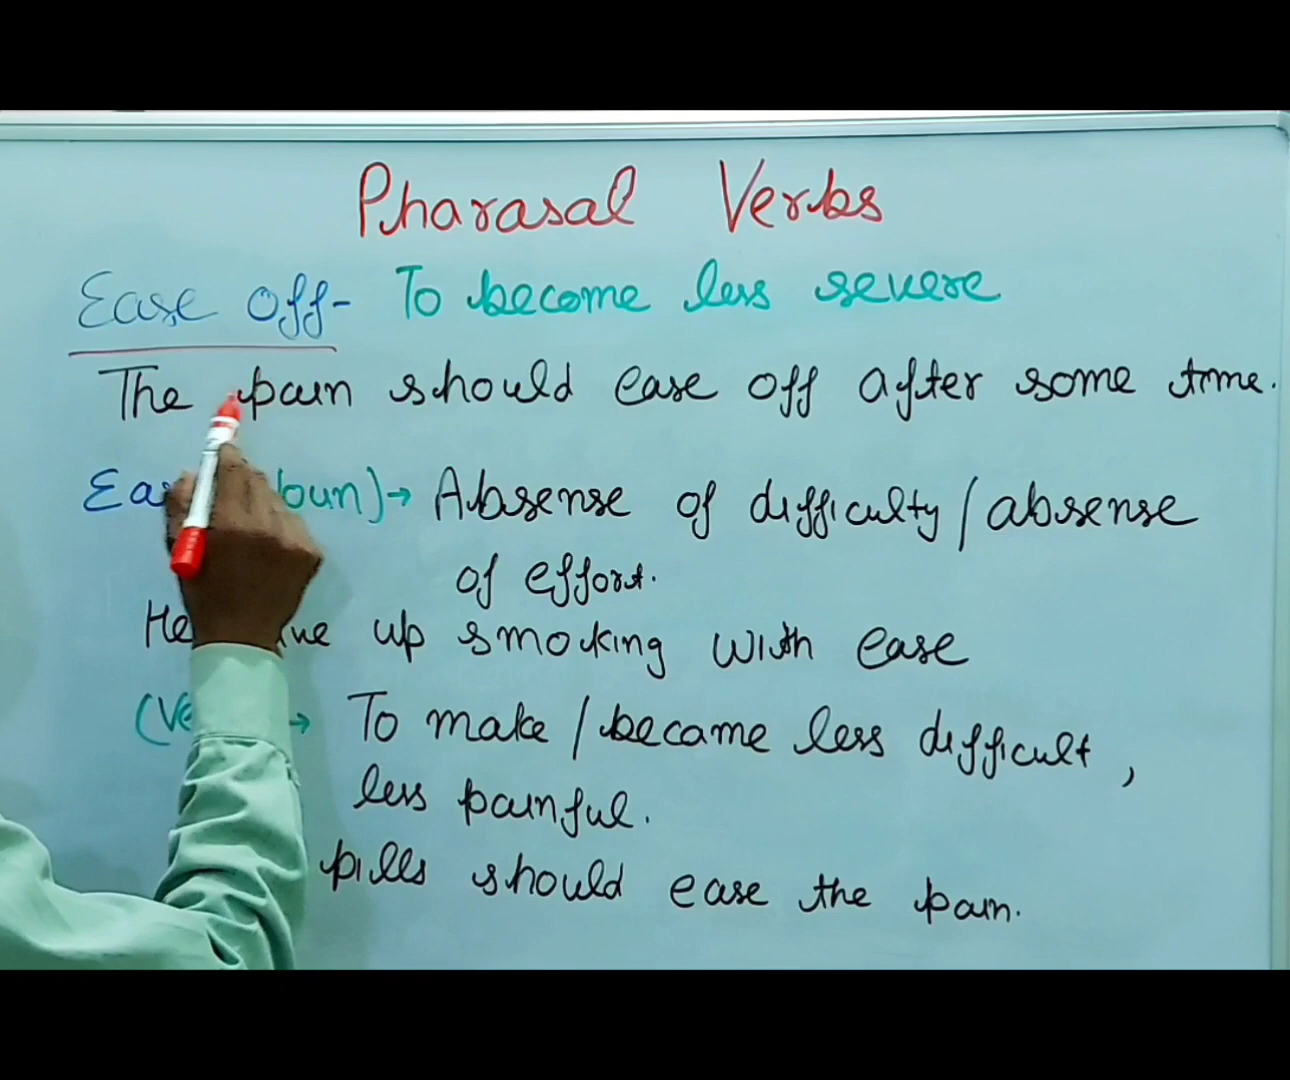 Pharasal Verbs
Ease Off- To become less severe
The pain should ease off after some time.
oun)→ Absense of difficulty / absense
of effort.
He up smoking with ease
→ To make / became less difficult,
less painful.
pills should ease the pain.